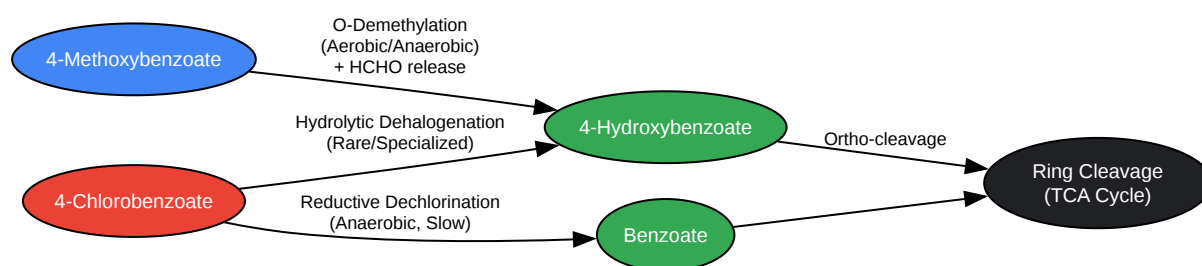 4-Methoxybenzoate
O-Demethylation
(Aerobic/Anaerobic)
+ HCHO release
4-Chlorobenzoate
Hydrolytic Dehalogenation
(Rare/Specialized)
Reductive Dechlorination
(Anaerobic, Slow)
4-Hydroxybenzoate
Benzoate
Ortho-cleavage
Ring Cleavage
(TCA Cycle)